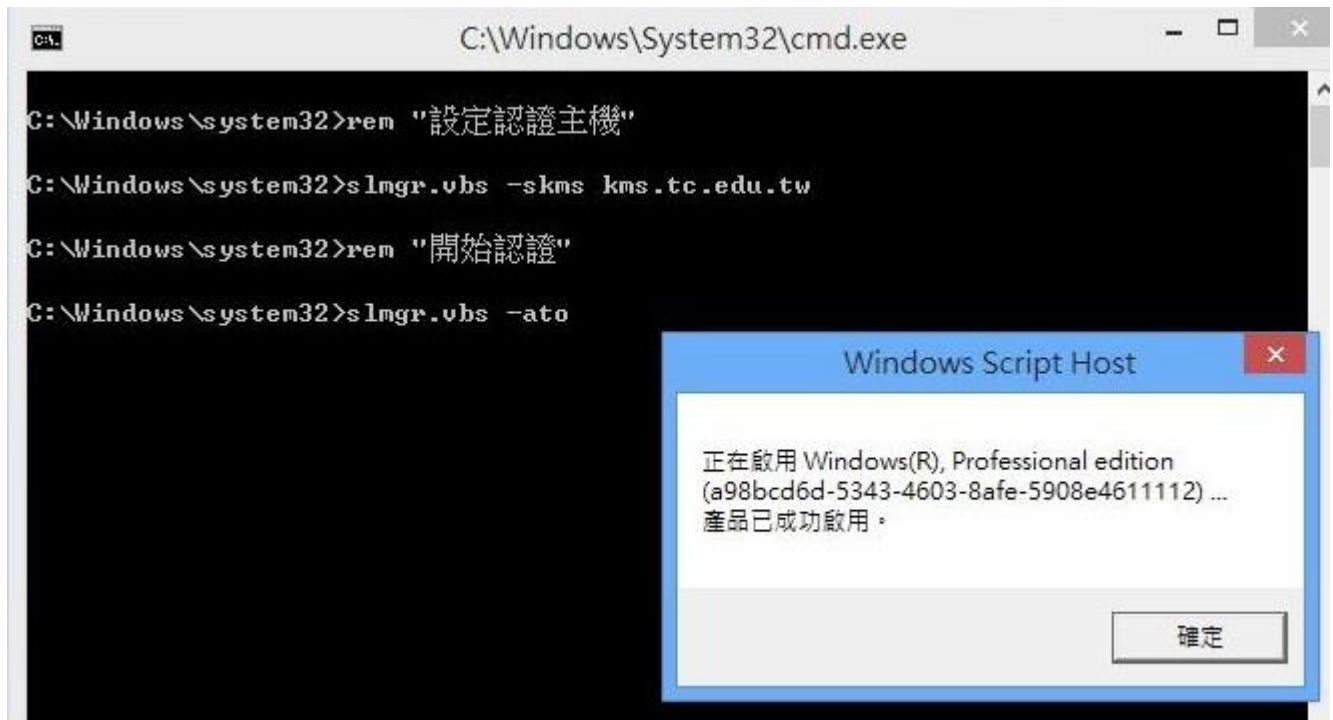 C:\Windows\System32\cmd.exe
C:\Windows\system32>rem "設定認證主機"
C:\Windows\system32>slmgr.vbs -skms kms.tc.edu.tw
C:\Windows\system32>rem "開始認證"
C:\Windows\system32>slmgr.vbs -ato
Windows Script Host
正在啟用 Windows(R), Professional edition
(a98bcd6d-5343-4603-8afe-5908e4611112) ...
產品已成功啟用。
確定